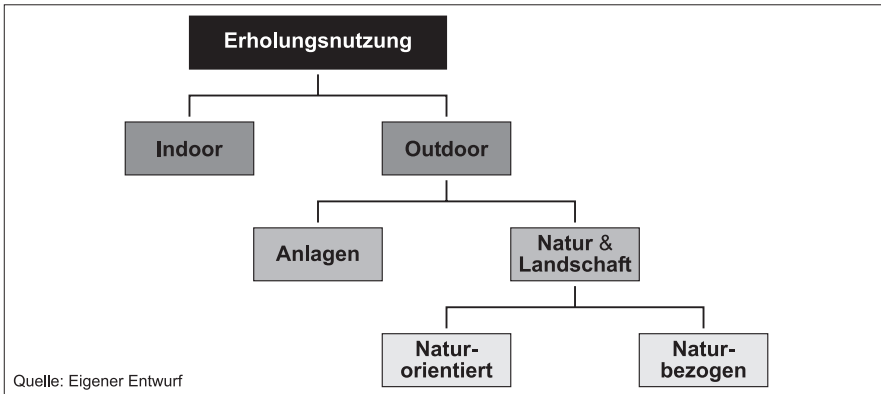 Erholungsnutzung
Indoor
Outdoor
Anlagen
Natur &
Landschaft
Natur-
orientiert
Natur-
bezogen
Quelle: Eigener Entwurf